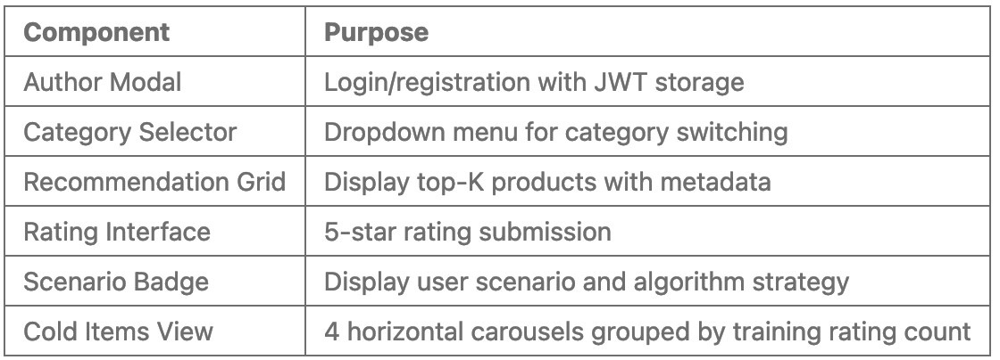 Component Purpose
Author Modal Login/registration with JWT storage
Category Selector Dropdown menu for category switching
Recommendation Grid Display top-K products with metadata
Rating Interface 5-star rating submission
Scenario Badge Display user scenario and algorithm strategy
Cold Items View 4 horizontal carousels grouped by training rating count